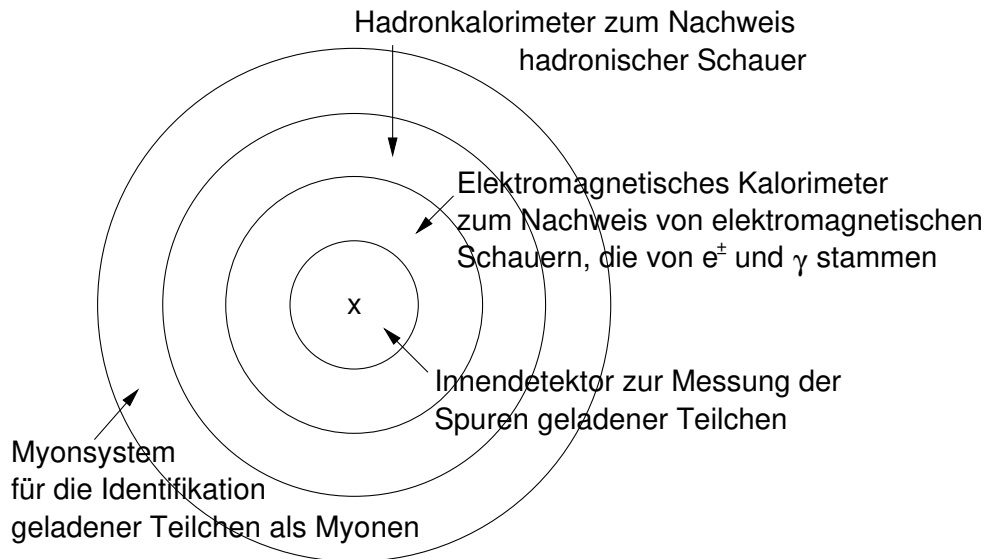 Hadronkalorimeter zum Nachweis
hadronischer Schauer
Elektromagnetisches Kalorimeter
zum Nachweis von elektromagnetischen
Schauern, die von e± und γ stammen
x
Innendetektor zur Messung der
Spuren geladener Teilchen
Myonsystem
für die Identifikation
geladener Teilchen als Myonen